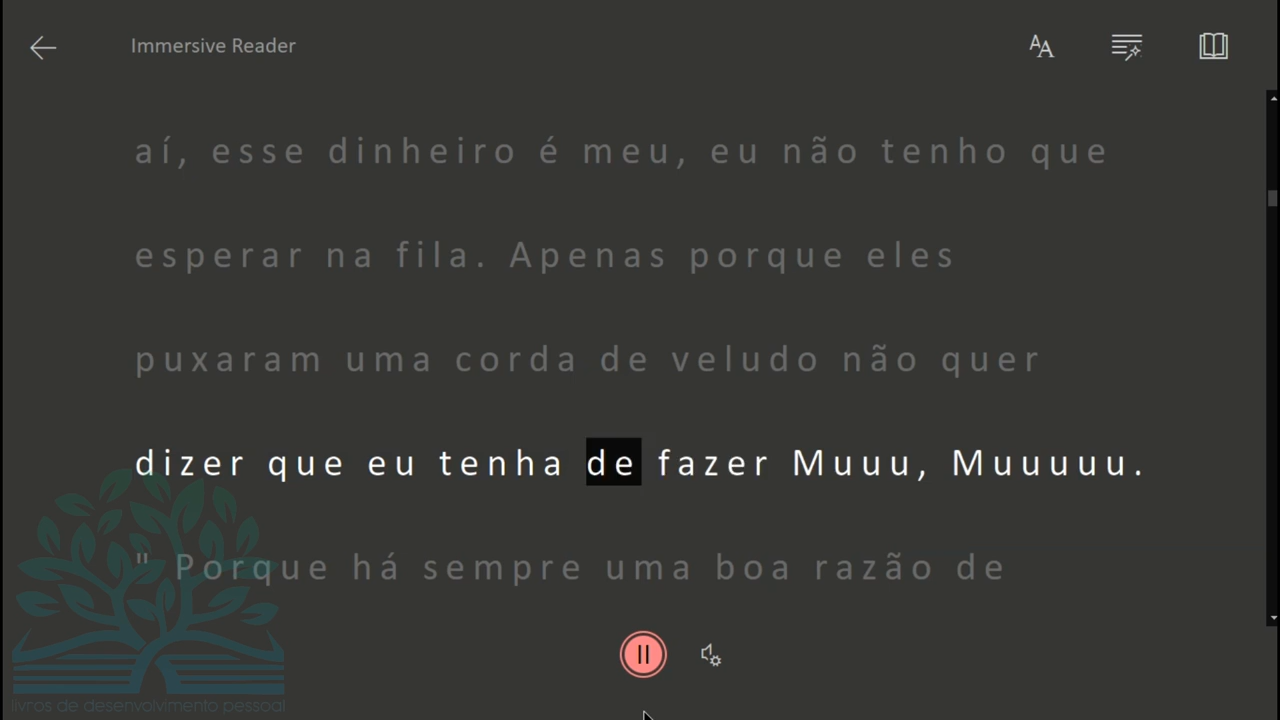 Immersive Reader
aí, esse dinheiro é meu, eu não tenho que
esperar na fila. Apenas porque eles
puxaram uma corda de veludo não quer
dizer que eu tenha de fazer Muuu, Muuuuu.
" Porque há sempre uma boa razão de
livros de desenvolvimento pessoal